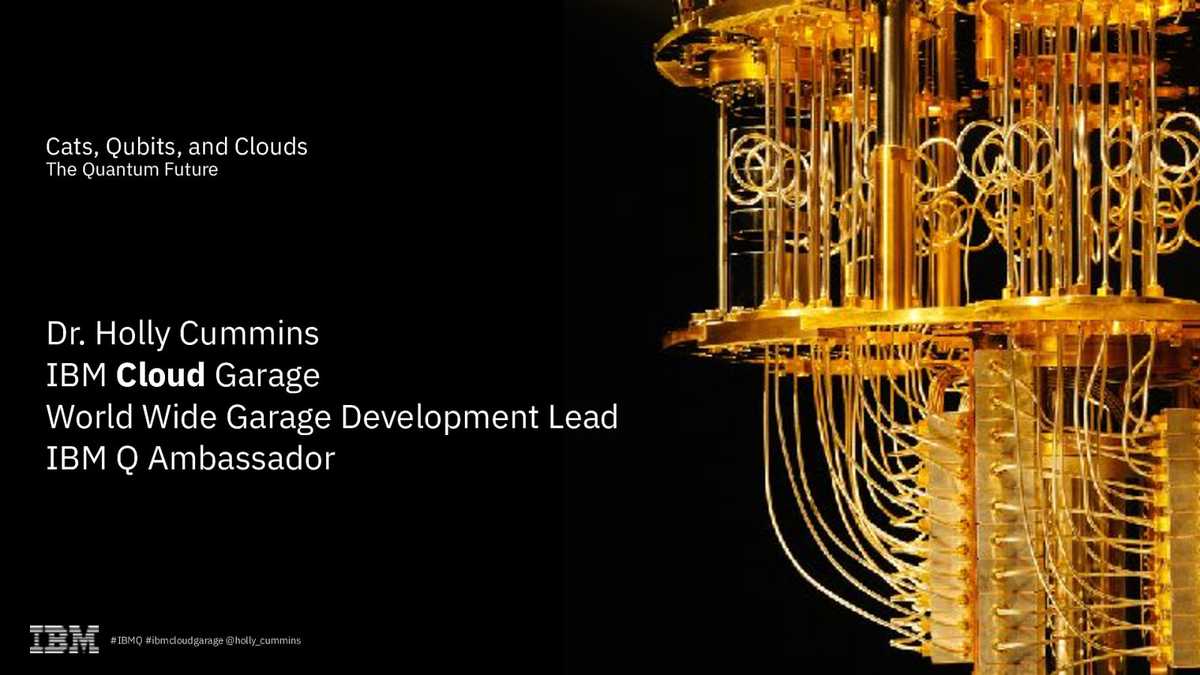 Cats, Qubits, and Clouds
The Quantum Future
Dr. Holly Cummins
IBM Cloud Garage
World Wide Garage Development Lead
IBM Q Ambassador
IBM #IBMQ #ibmcloudgarage @holly_cummins